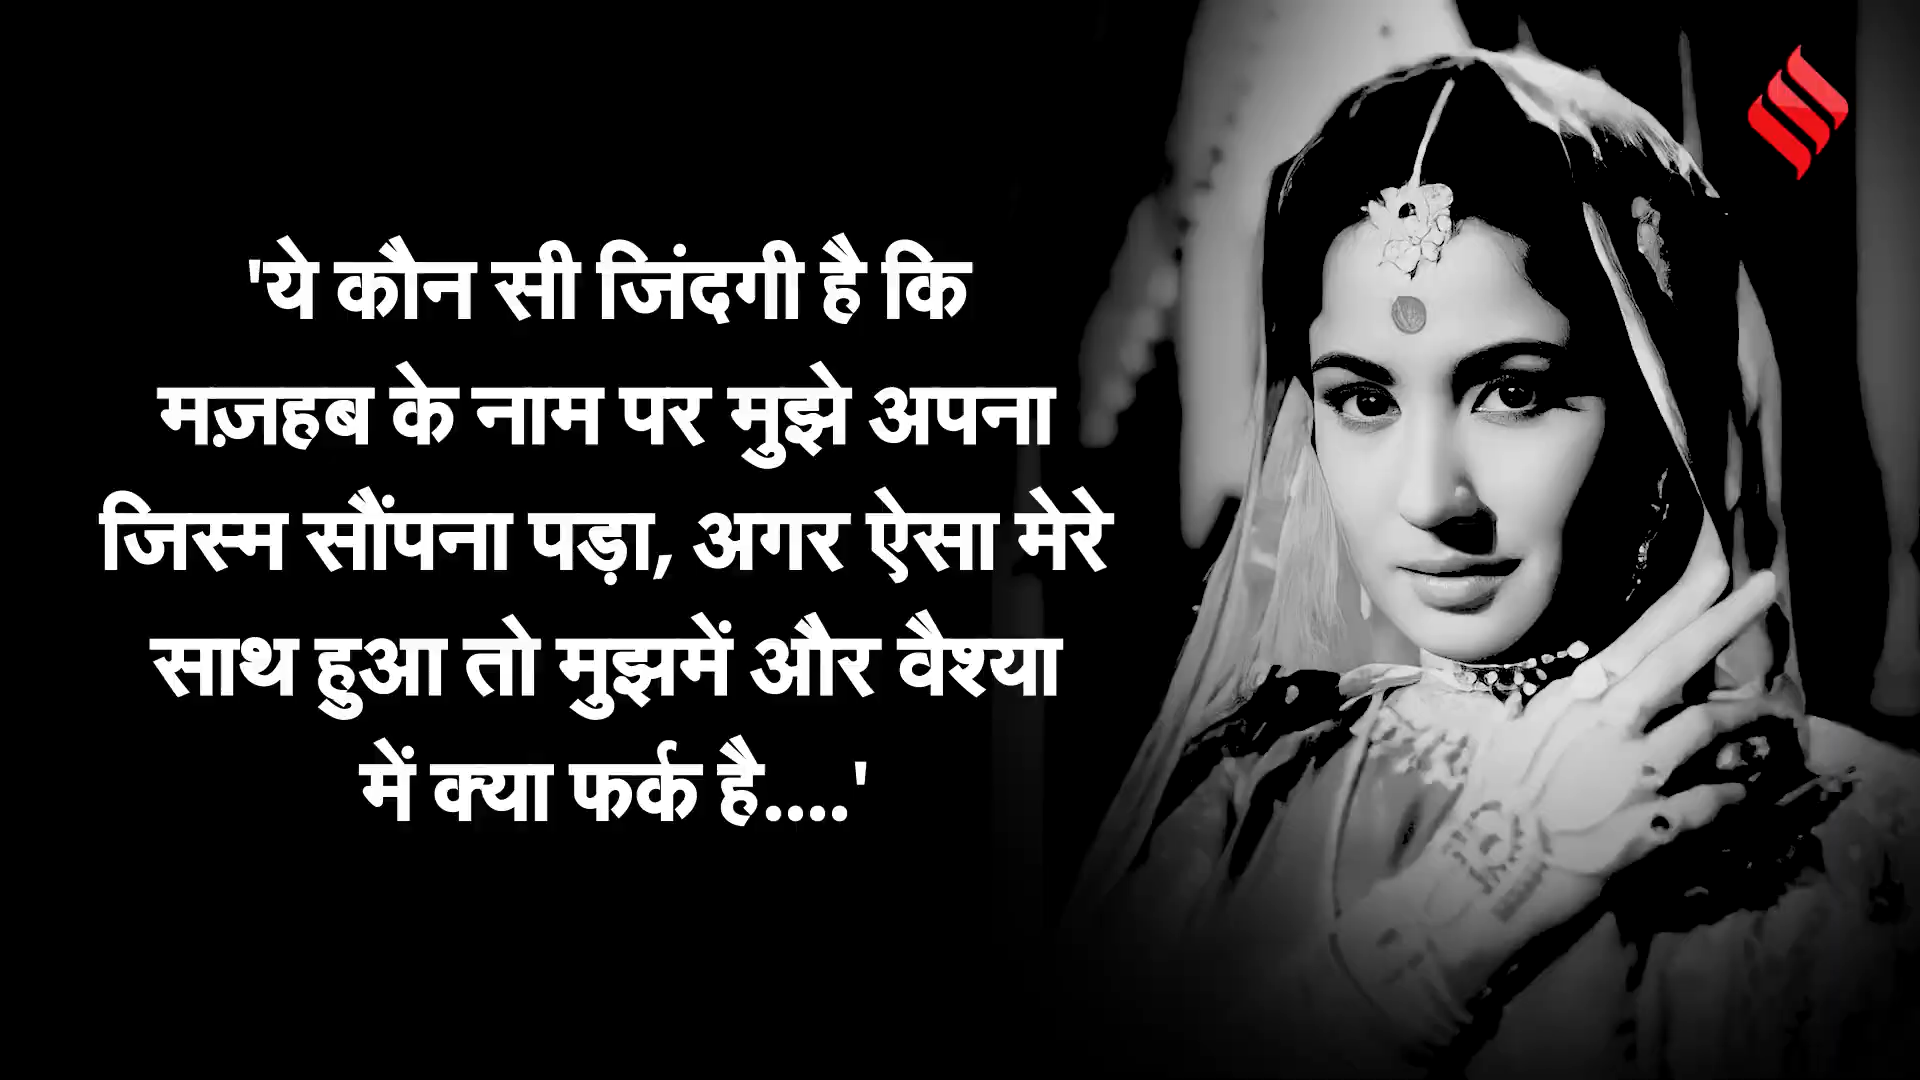 'ये कौन सी जिंदगी है कि
मज़हब के नाम पर मुझे अपना
जिस्म सौंपना पड़ा, अगर ऐसा मेरे
साथ हुआ तो मुझमें और वैश्या
में क्या फर्क है....'